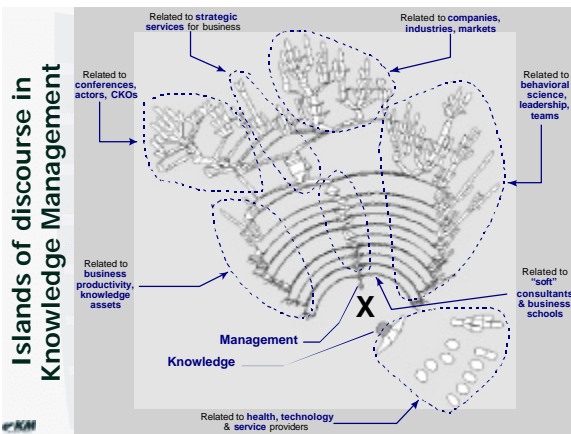 Islands of discourse in
Knowledge Management
Related to strategic
services for business
Related to companies,
industries, markets
Related to
conferences,
actors, CKOs
Related to
behavioral
science,
leadership,
teams
Related to
business
productivity,
knowledge
assets
Related to
"soft"
consultants
& business
schools
X
Management
Knowledge
Related to health, technology
& service providers
KM